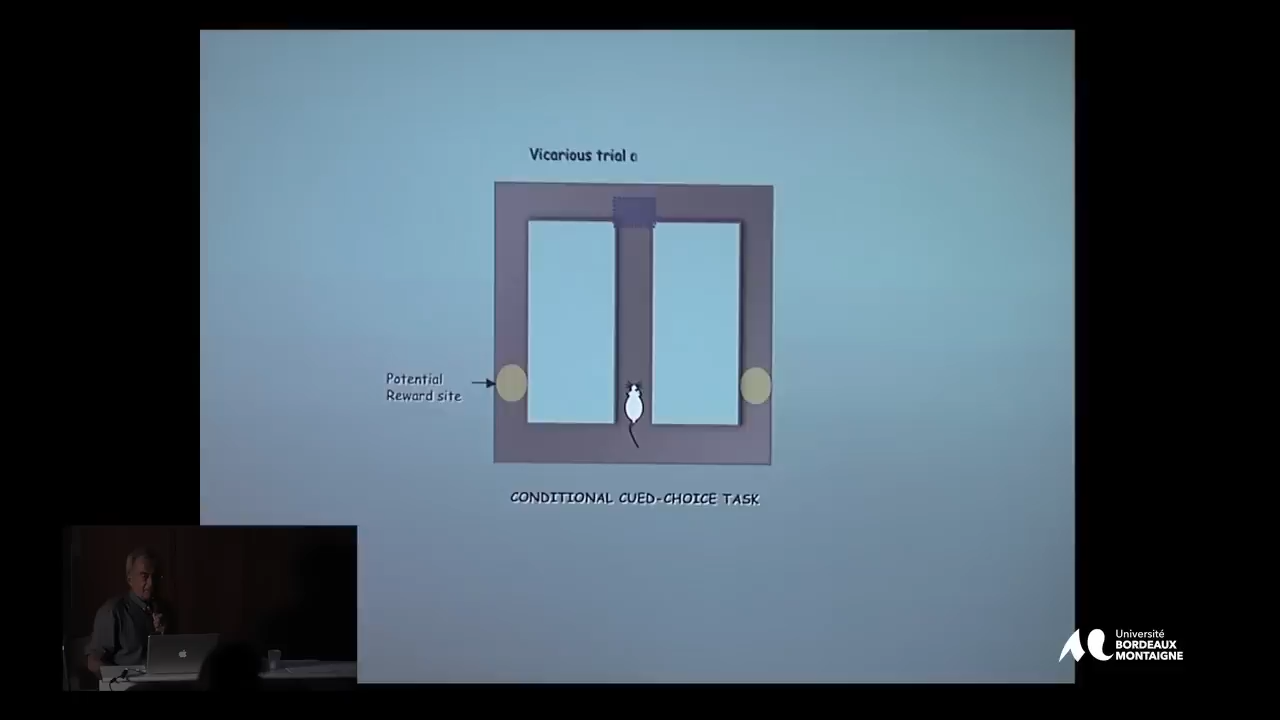 Vicarious trial a
Potential
Reward site
CONDITIONAL CUED-CHOICE TASK
Université
BORDEAUX
MONTAIGNE